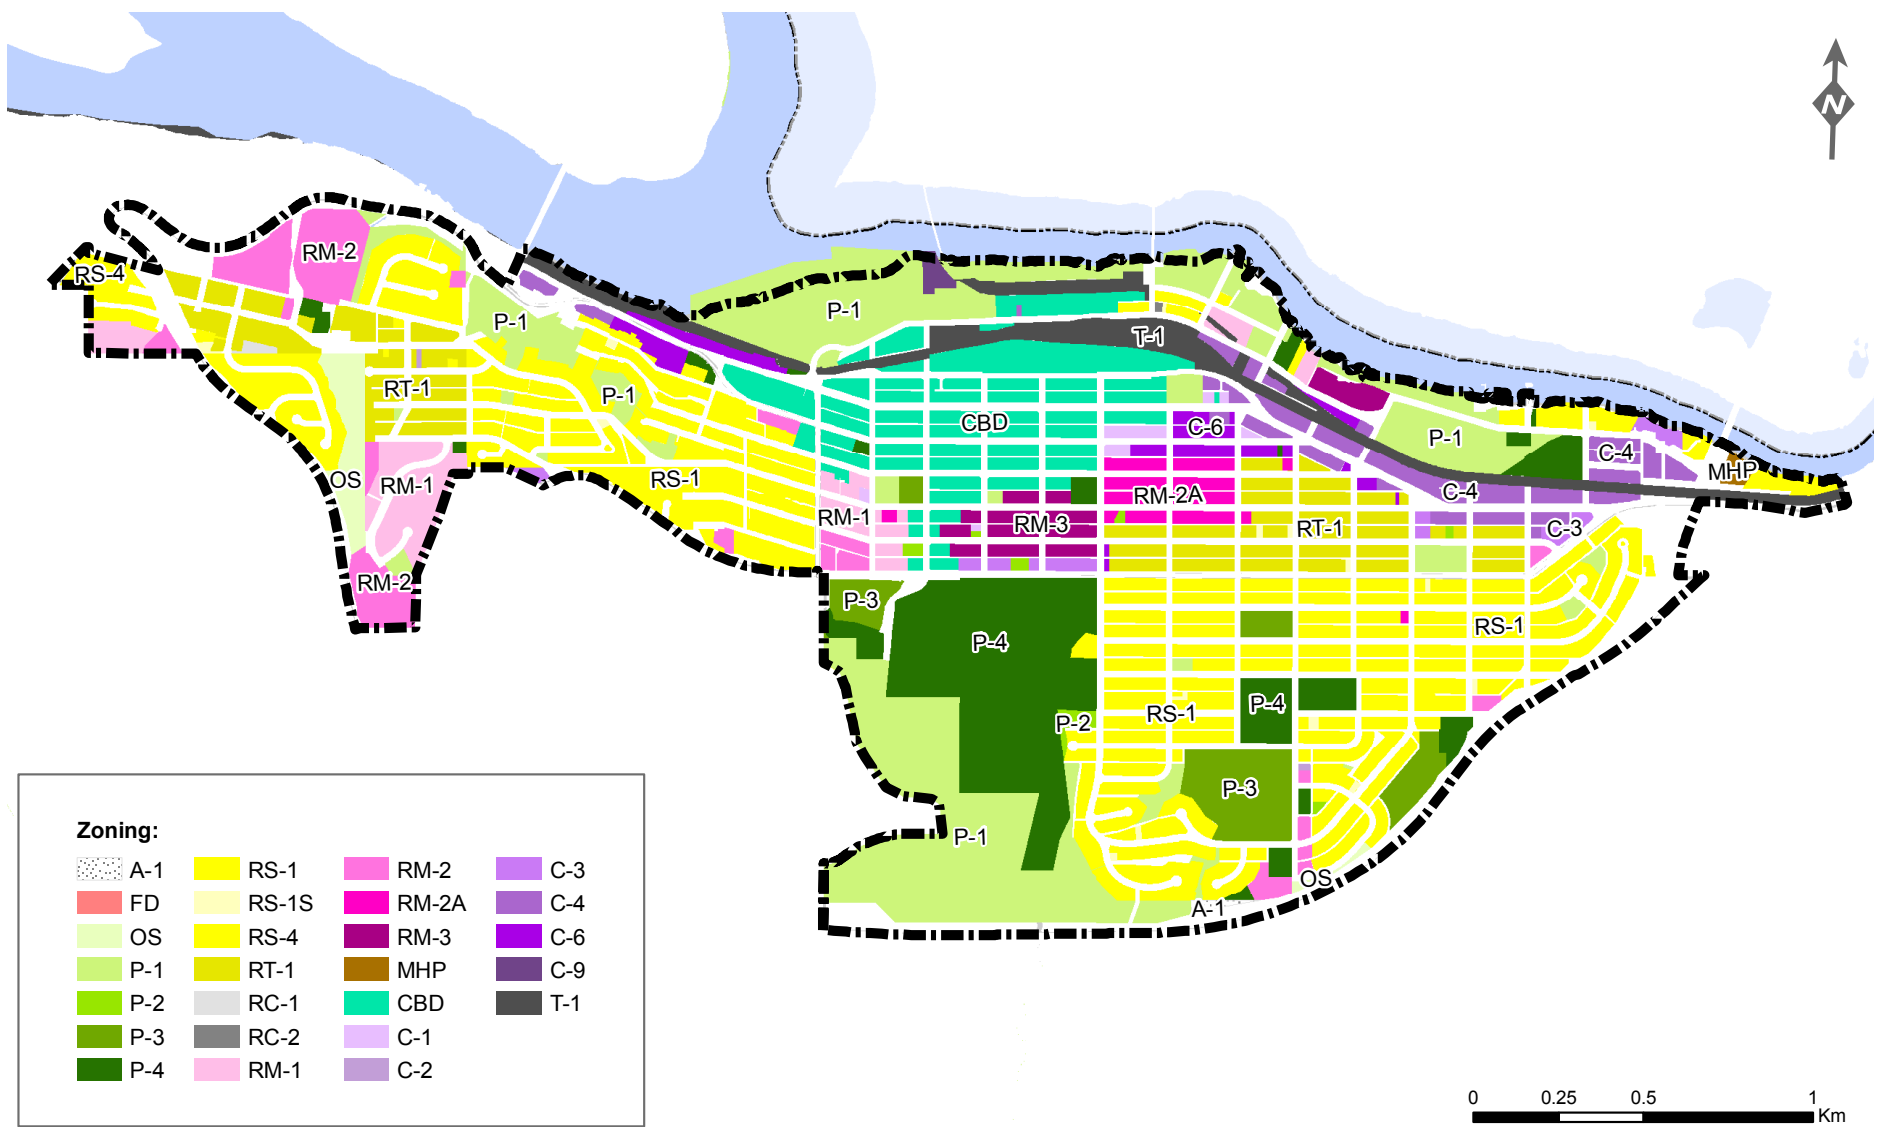 N
RM-2
RS-4
P-1
P-1
T-1
RT-1
P-1
CBD
C-6
P-1
C-4
MHP
OS
RM-1
RS-1
RM-2A
C-4
RM-1
RM-3
RT-1
C-3
RM-2
P-3
P-4
RS-1
P-2
RS-1
P-4
P-3
P-1
OS
A-1
Zoning:
A-1 RS-1 RM-2 C-3
FD RS-1S RM-2A C-4
OS RS-4 RM-3 C-6
P-1 RT-1 MHP C-9
P-2 RC-1 CBD T-1
P-3 RC-2 C-1
P-4 RM-1 C-2
0 0.25 0.5 1
Km